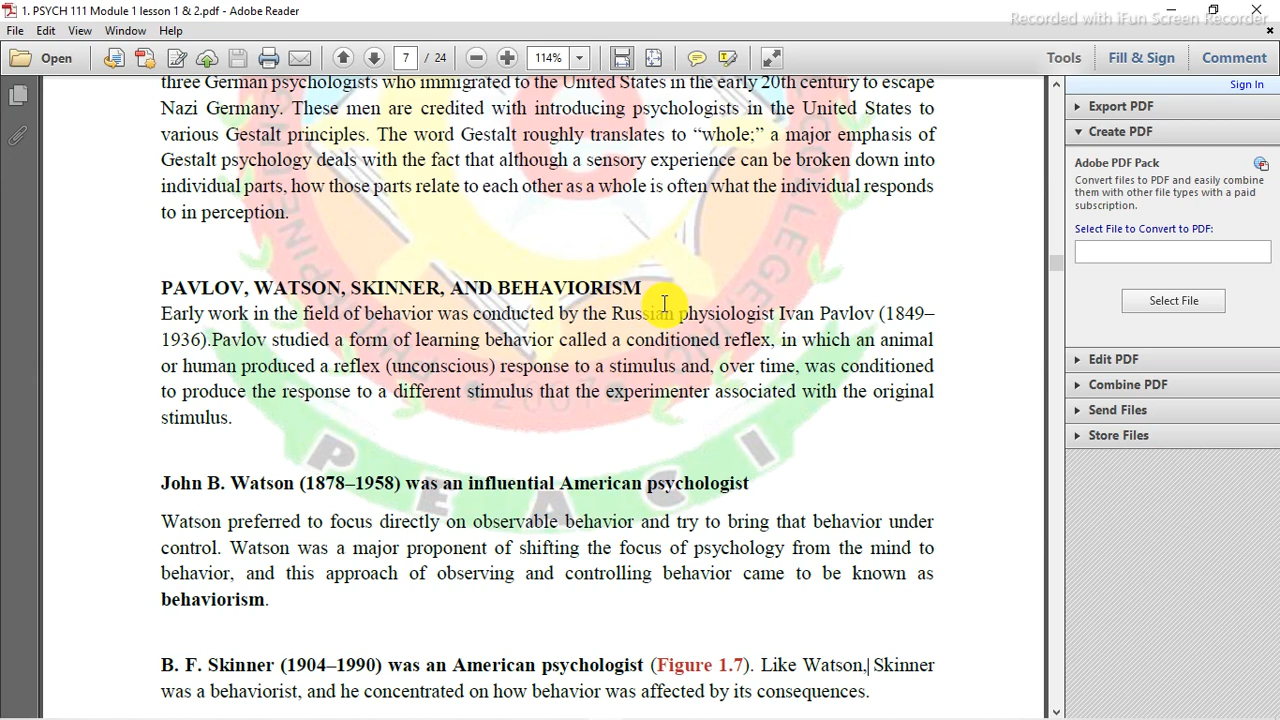 1. PSYCH 111 Module 1 lesson 1 & 2.pdf - Adobe Reader
Recorded with iFun Screen Recorder
File Edit View Window Help
Open 7 / 24 114% Tools Fill & Sign Comment
Sign In
three German psychologists who immigrated to the United States in the early 20th century to escape
Nazi Germany. These men are credited with introducing psychologists in the United States to
various Gestalt principles. The word Gestalt roughly translates to “whole;” a major emphasis of
Gestalt psychology deals with the fact that although a sensory experience can be broken down into
individual parts, how those parts relate to each other as a whole is often what the individual responds
to in perception.
PAVLOV, WATSON, SKINNER, AND BEHAVIORISM
Early work in the field of behavior was conducted by the Russian physiologist Ivan Pavlov (1849–
1936).Pavlov studied a form of learning behavior called a conditioned reflex, in which an animal
or human produced a reflex (unconscious) response to a stimulus and, over time, was conditioned
to produce the response to a different stimulus that the experimenter associated with the original
stimulus.
John B. Watson (1878–1958) was an influential American psychologist
Watson preferred to focus directly on observable behavior and try to bring that behavior under
control. Watson was a major proponent of shifting the focus of psychology from the mind to
behavior, and this approach of observing and controlling behavior came to be known as
behaviorism.
B. F. Skinner (1904–1990) was an American psychologist (Figure 1.7). Like Watson, Skinner
was a behaviorist, and he concentrated on how behavior was affected by its consequences.
Export PDF
Create PDF
Adobe PDF Pack
Convert files to PDF and easily combine
them with other file types with a paid
subscription.
Select File to Convert to PDF:
Select File
Edit PDF
Combine PDF
Send Files
Store Files
P E A C I